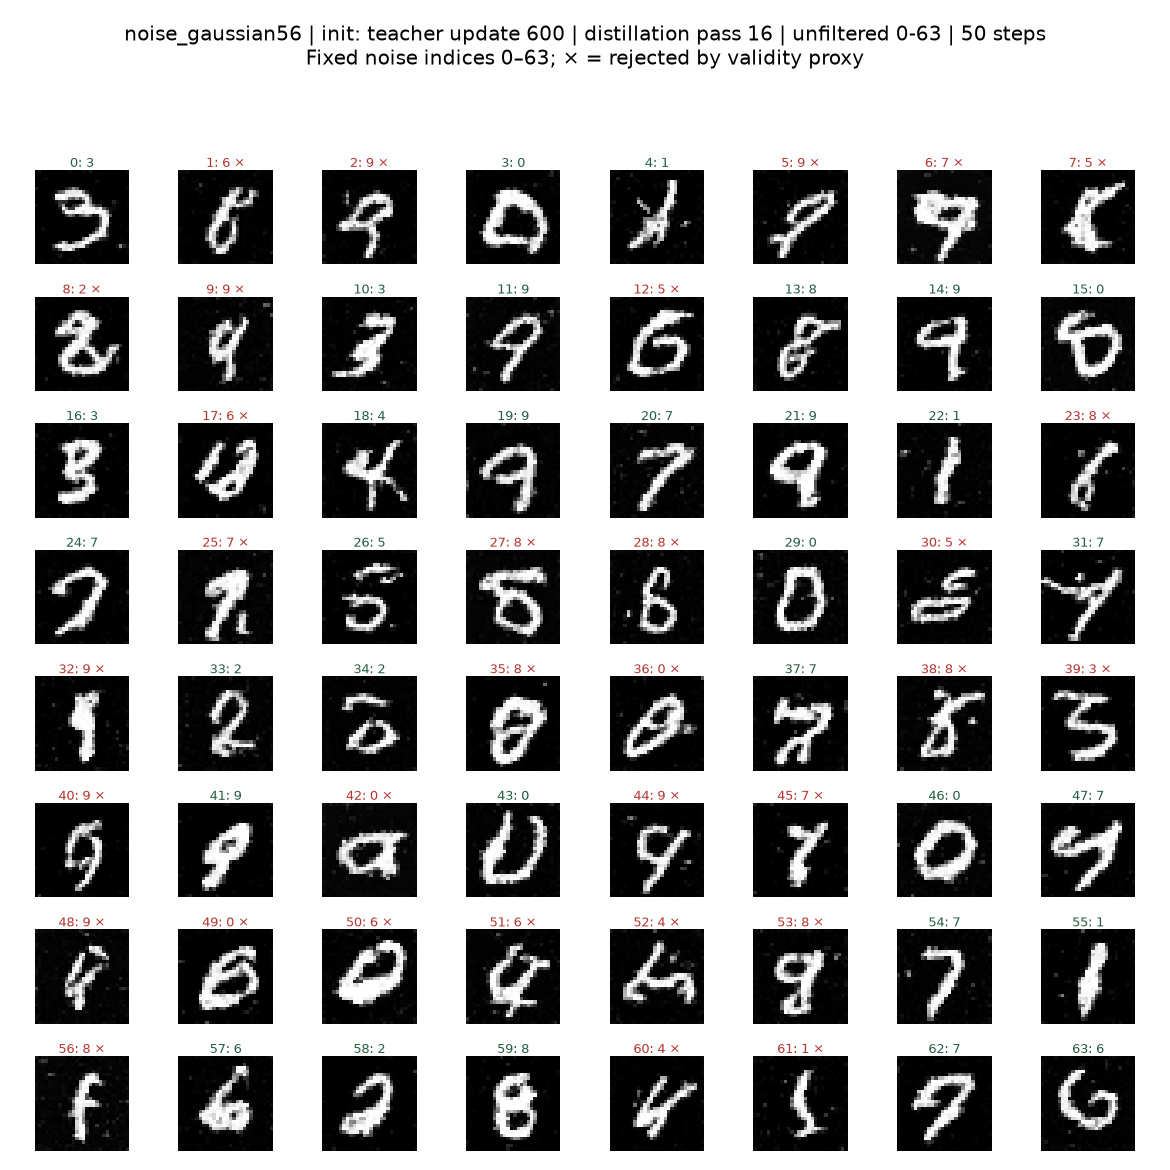 noise_gaussian56 | init: teacher update 600 | distillation pass 16 | unfiltered 0-63 | 50 steps
Fixed noise indices 0–63; × = rejected by validity proxy
0: 3 1: 6 × 2: 9 × 3: 0 4: 1 5: 9 × 6: 7 × 7: 5 ×
8: 2 × 9: 9 × 10: 3 11: 9 12: 5 × 13: 8 14: 9 15: 0
16: 3 17: 6 × 18: 4 19: 9 20: 7 21: 9 22: 1 23: 8 ×
24: 7 25: 7 × 26: 5 27: 8 × 28: 8 × 29: 0 30: 5 × 31: 7
32: 9 × 33: 2 34: 2 35: 8 × 36: 0 × 37: 7 38: 8 × 39: 3 ×
40: 9 × 41: 9 42: 0 × 43: 0 44: 9 × 45: 7 × 46: 0 47: 7
48: 9 × 49: 0 × 50: 6 × 51: 6 × 52: 4 × 53: 8 × 54: 7 55: 1
56: 8 × 57: 6 58: 2 59: 8 60: 4 × 61: 1 × 62: 7 63: 6